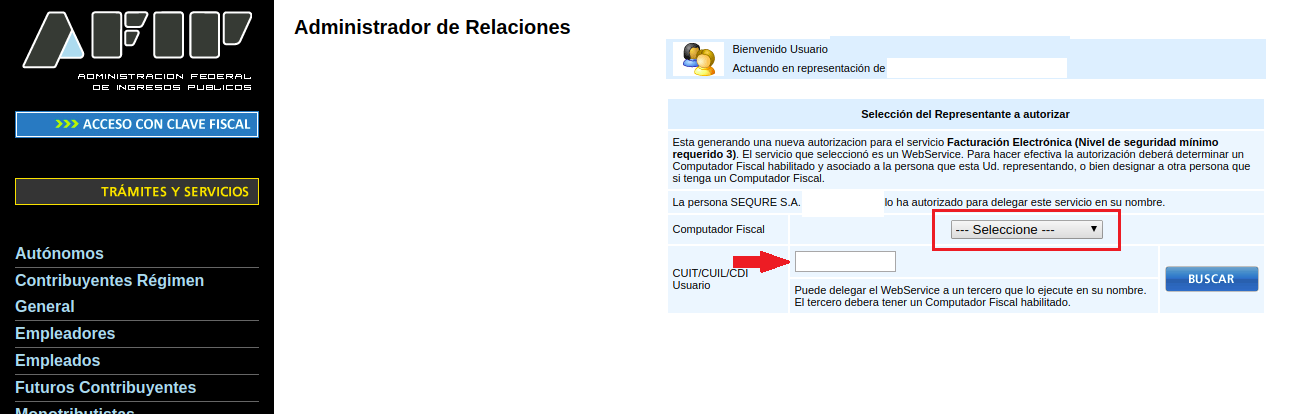 AFIP
ADMINISTRACION FEDERAL
DE INGRESOS PUBLICOS
>>> ACCESO CON CLAVE FISCAL
TRÁMITES Y SERVICIOS
Autónomos
Contribuyentes Régimen
General
Empleadores
Empleados
Futuros Contribuyentes
Monotributistas
Administrador de Relaciones
Bienvenido Usuario
Actuando en representación de
Selección del Representante a autorizar
Esta generando una nueva autorizacion para el servicio Facturación Electrónica (Nivel de seguridad mínimo
requerido 3). El servicio que seleccionó es un WebService. Para hacer efectiva la autorización deberá determinar un
Computador Fiscal habilitado y asociado a la persona que esta Ud. representando, o bien designar a otra persona que
si tenga un Computador Fiscal.
La persona SEQURE S.A. lo ha autorizado para delegar este servicio en su nombre.
Computador Fiscal
--- Seleccione ---
CUIT/CUIL/CDI
Usuario
Puede delegar el WebService a un tercero que lo ejecute en su nombre.
El tercero debera tener un Computador Fiscal habilitado.
BUSCAR